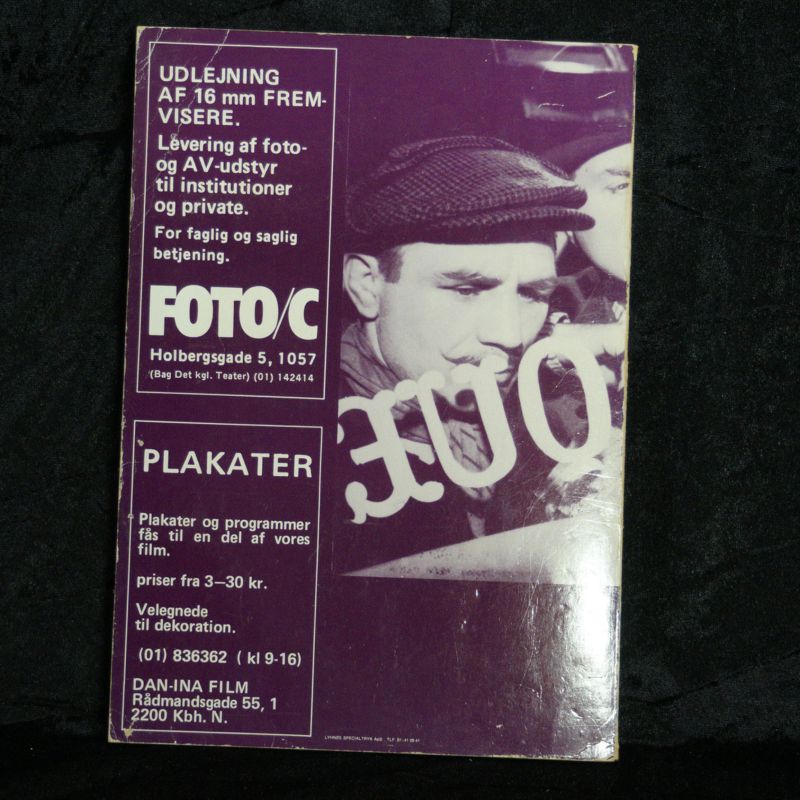 UDLEJNING
AF 16 mm FREM-
VISERE.
Levering af foto-
og AV-udstyr
til institutioner
og private.
For faglig og saglig
betjening.
FOTO/C
Holbergsgade 5, 1057
(Bag Det kgl. Teater) (01) 142414
PLAKATER
Plakater og programmer
fås til en del af vores
film.
priser fra 3—30 kr.
Velegnede
til dekoration.
(01) 836362 ( kl 9-16)
DAN-INA FILM
Rådmandsgade 55, 1
2200 Kbh. N.
SPECIALTRYK ApS TLF.